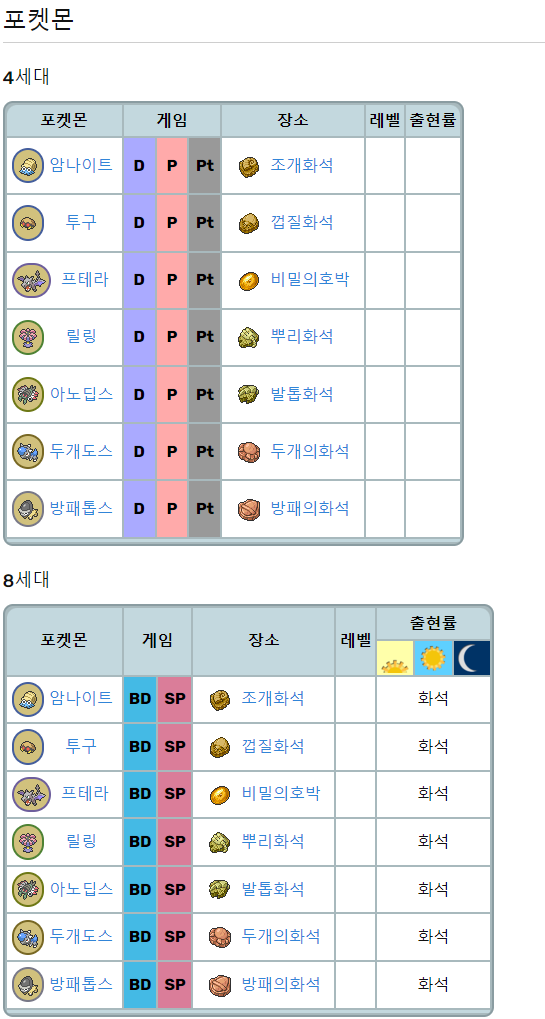 포켓몬
4세대
포켓몬 게임 장소 레벨 출현률
암나이트 D P Pt 조개화석
투구 D P Pt 껍질화석
프테라 D P Pt 비밀의호박
릴링 D P Pt 뿌리화석
아노딥스 D P Pt 발톱화석
두개도스 D P Pt 두개의화석
방패톱스 D P Pt 방패의화석
8세대
포켓몬 게임 장소 레벨 출현률
암나이트 BD SP 조개화석 화석
투구 BD SP 껍질화석 화석
프테라 BD SP 비밀의호박 화석
릴링 BD SP 뿌리화석 화석
아노딥스 BD SP 발톱화석 화석
두개도스 BD SP 두개의화석 화석
방패톱스 BD SP 방패의화석 화석